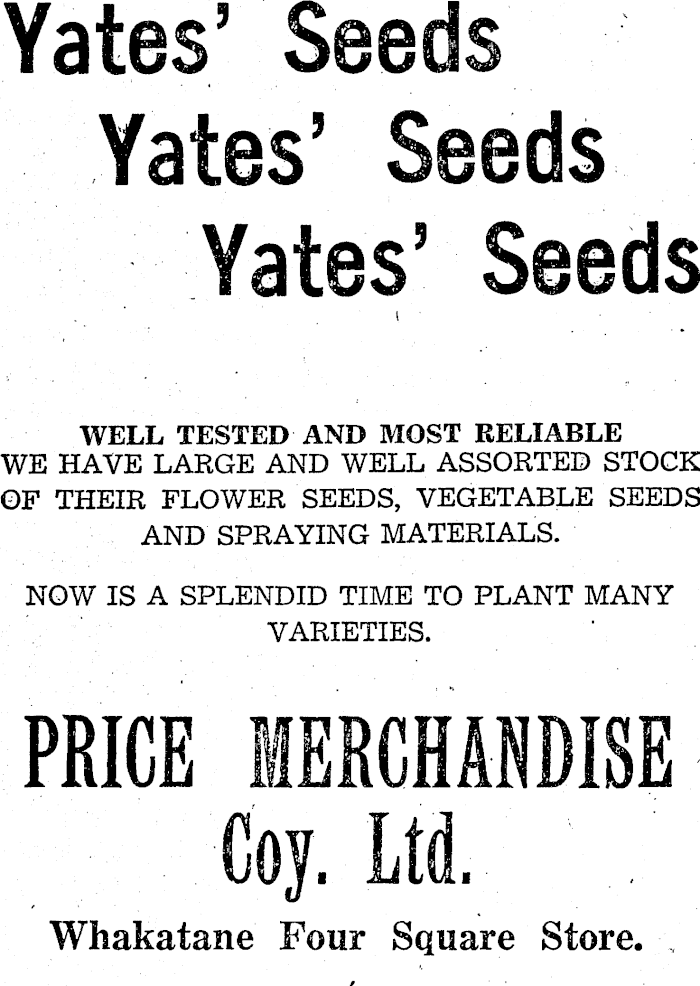 Yates’ Seeds
Yates’ Seeds
Yates’ Seeds
WELL TESTED AND MOST RELIABLE
WE HAVE LARGE AND WELL ASSORTED STOCK
OF THEIR FLOWER SEEDS, VEGETABLE SEEDS
AND SPRAYING MATERIALS.
NOW IS A SPLENDID TIME TO PLANT MANY
VARIETIES.
PRICE MERCHANDISE
Coy. Ltd.
Whakatane Four Square Store.